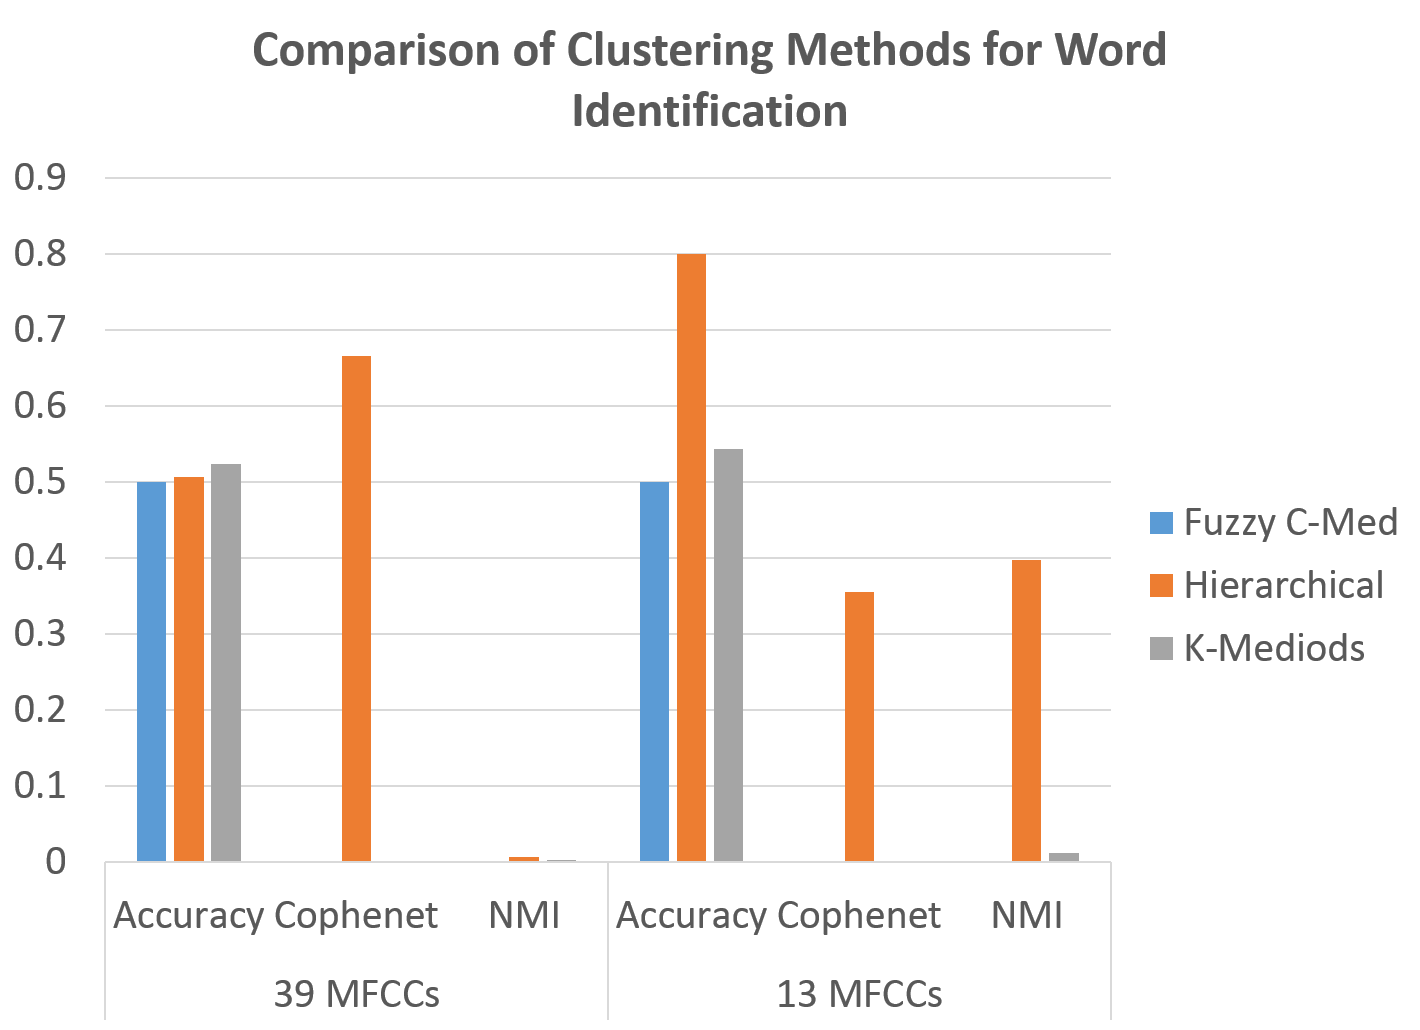 Comparison of Clustering Methods for Word
Identification
0.9
0.8
0.7
0.6
0.5
0.4
0.3
0.2
0.1
0
Accuracy Cophenet NMI Accuracy Cophenet NMI
39 MFCCs 13 MFCCs
Fuzzy C-Med
Hierarchical
K-Mediods